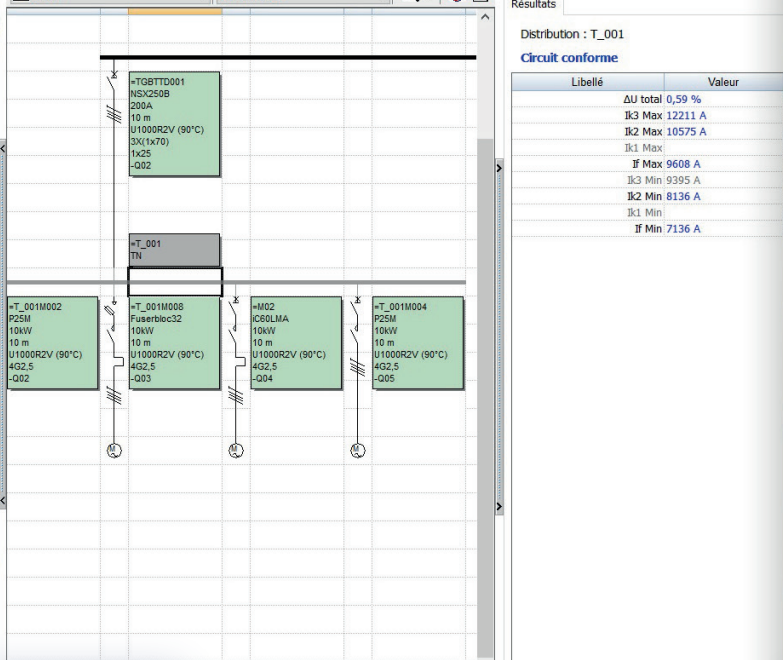 Résultats
Distribution : T_001
Circuit conforme
Libellé Valeur
ΔU total 0,59 %
Ik3 Max 12211 A
Ik2 Max 10575 A
Ik1 Max
If Max 9608 A
Ik3 Min 9395 A
Ik2 Min 8136 A
Ik1 Min
If Min 7136 A
=TGBTTD001
NSX250B
200A
10 m
U1000R2V (90°C)
3X(1x70)
1x25
-Q02
=T_001
TN
=T_001M002
P25M
10kW
10 m
U1000R2V (90°C)
4G2,5
-Q02
=T_001M008
Fuserbloc32
10kW
10 m
U1000R2V (90°C)
4G2,5
-Q03
=M02
iC60LMA
10kW
10 m
U1000R2V (90°C)
4G2,5
-Q04
=T_001M004
P25M
10kW
10 m
U1000R2V (90°C)
4G2,5
-Q05
M
M
M